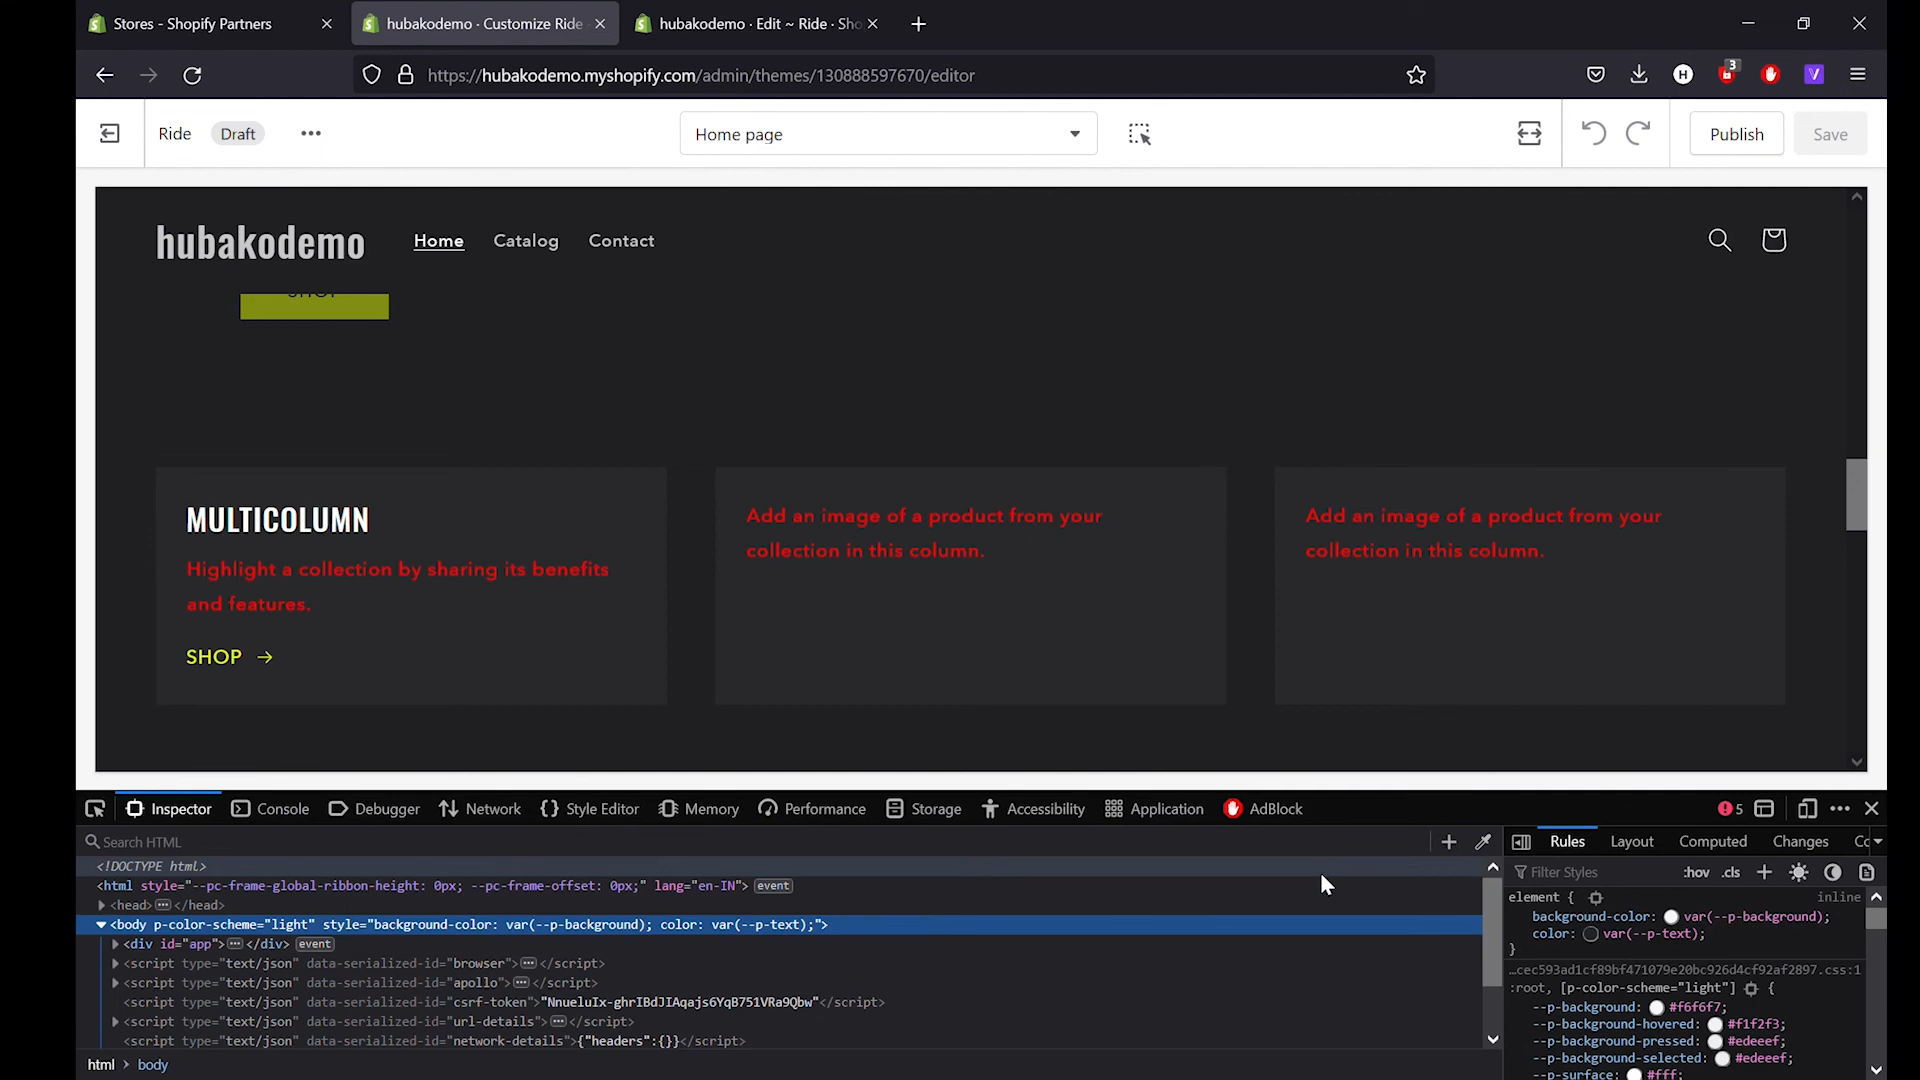 Stores - Shopify Partners
hubakodemo · Customize Ride
hubakodemo · Edit ~ Ride · Sho
https://hubakodemo.myshopify.com/admin/themes/130888597670/editor
3
H
V
Ride
Draft
Home page
Publish
Save
hubakodemo
Home
Catalog
Contact
SHOP
MULTICOLUMN
Highlight a collection by sharing its benefits
and features.
SHOP →
Add an image of a product from your
collection in this column.
Add an image of a product from your
collection in this column.
Inspector
Console
Debugger
Network
Style Editor
Memory
Performance
Storage
Accessibility
Application
AdBlock
5
Search HTML
<!DOCTYPE html>
<html style="--pc-frame-global-ribbon-height: 0px; --pc-frame-offset: 0px;" lang="en-IN"> event
<head> ··· </head>
<body p-color-scheme="light" style="background-color: var(--p-background); color: var(--p-text);">
<div id="app"> ··· </div> event
<script type="text/json" data-serialized-id="browser"> ··· </script>
<script type="text/json" data-serialized-id="apollo"> ··· </script>
<script type="text/json" data-serialized-id="csrf-token">"NnueluIx-ghrIBdJIAqajs6YqB751VRa9Qbw"</script>
<script type="text/json" data-serialized-id="url-details"> ··· </script>
<script type="text/json" data-serialized-id="network-details">{"headers":{}}</script>
html > body
Rules
Layout
Computed
Changes
Filter Styles
:hov .cls
element { inline
background-color: var(--p-background);
color: var(--p-text);
}
…cec593ad1cf89bf471079e20bc926d4cf92af2897.css:1
:root, [p-color-scheme="light"] {
--p-background: #f6f6f7;
--p-background-hovered: #f1f2f3;
--p-background-pressed: #edeeef;
--p-background-selected: #edeeef;
--p-surface: #fff;